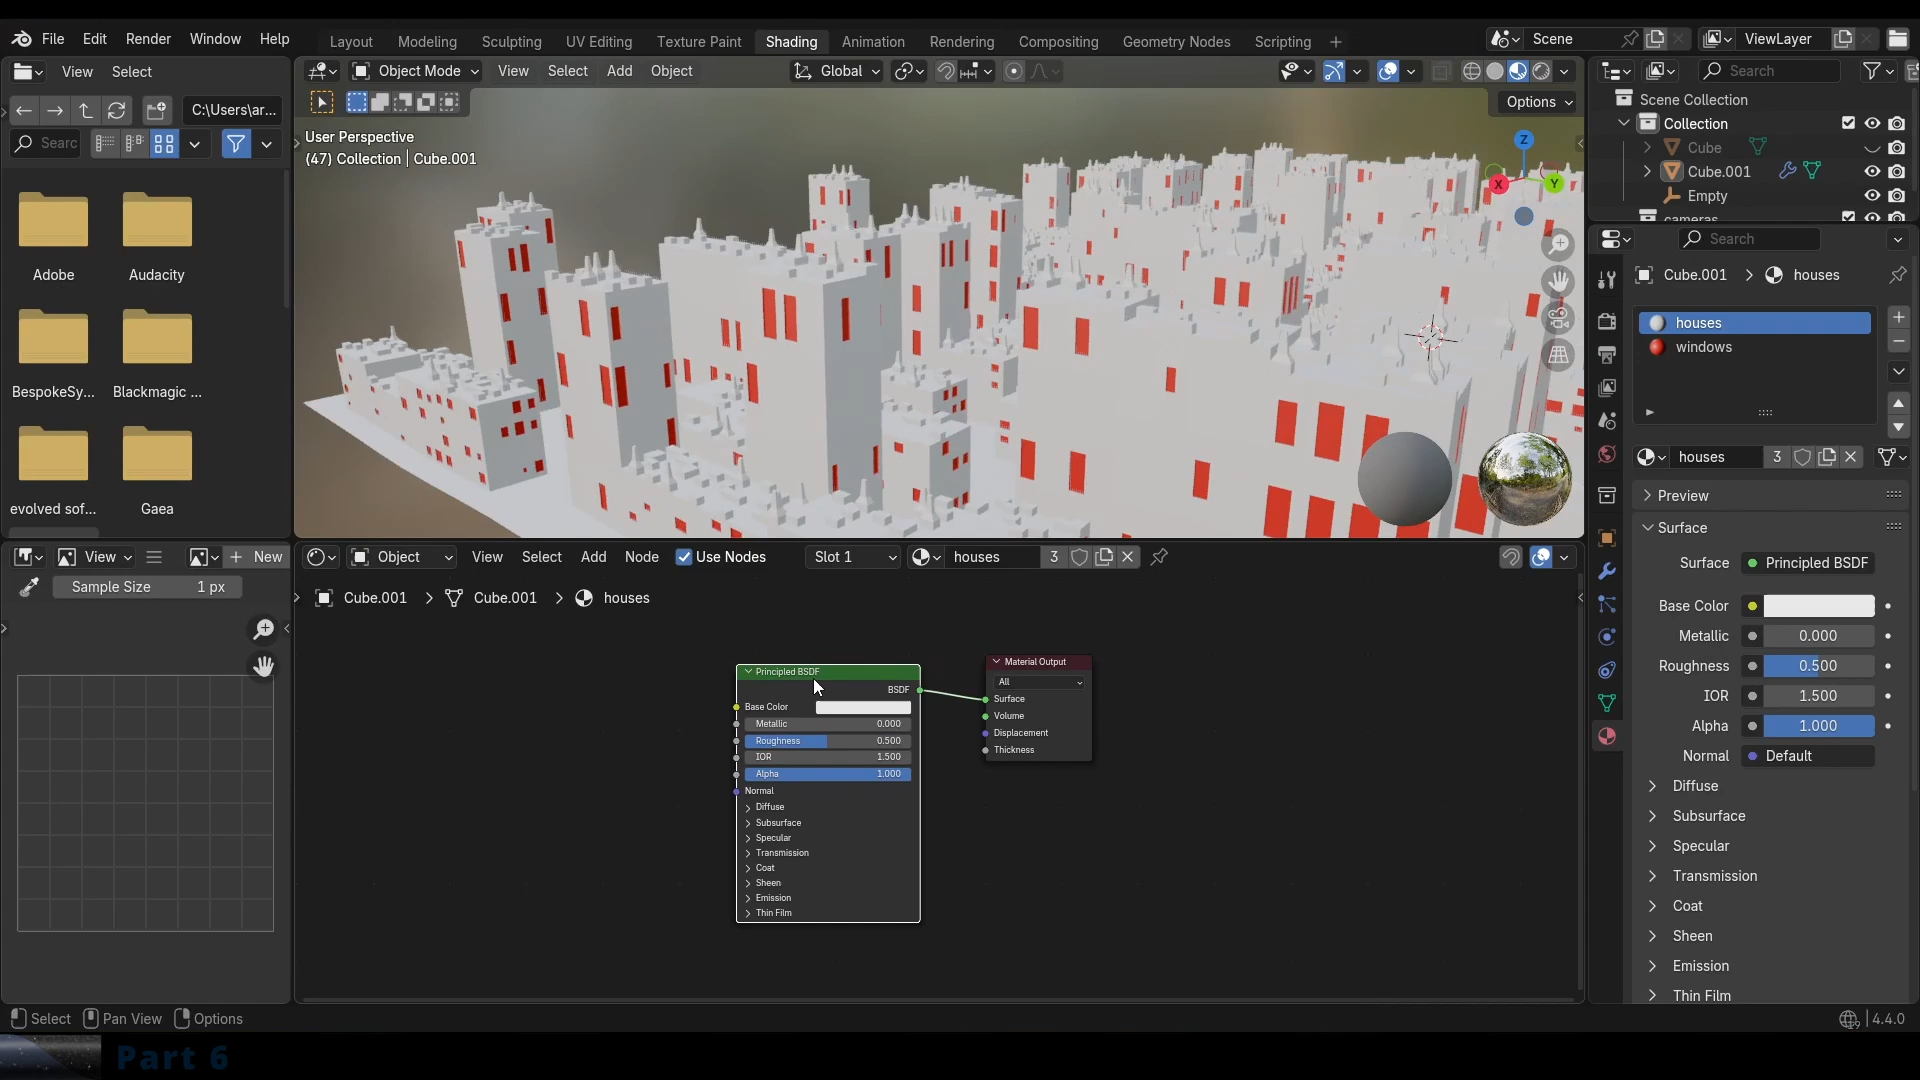 File Edit Render Window Help
Layout Modeling Sculpting UV Editing Texture Paint Shading Animation Rendering Compositing Geometry Nodes Scripting +
Scene
ViewLayer
View Select
Object Mode View Select Add Object
Global
Search
C:\Users\ar...
Options
Searc
User Perspective
(47) Collection | Cube.001
Scene Collection
Collection
Cube
Cube.001
Empty
cameras
Z
X
Y
Adobe
Audacity
BespokeSy...
Blackmagic ...
evolved sof...
Gaea
Search
Cube.001 > houses
houses
windows
houses 3
Preview
Surface
Surface Principled BSDF
Base Color
Metallic 0.000
Roughness 0.500
IOR 1.500
Alpha 1.000
Normal Default
Diffuse
Subsurface
Specular
Transmission
Coat
Sheen
Emission
Thin Film
View
+ New
Sample Size 1 px
Object View Select Add Node Use Nodes Slot 1 houses 3
Cube.001 > Cube.001 > houses
Principled BSDF
BSDF
Base Color
Metallic 0.000
Roughness 0.500
IOR 1.500
Alpha 1.000
Normal
Diffuse
Subsurface
Specular
Transmission
Coat
Sheen
Emission
Thin Film
Material Output
All
Surface
Volume
Displacement
Thickness
Select Pan View Options
4.4.0
Part 6